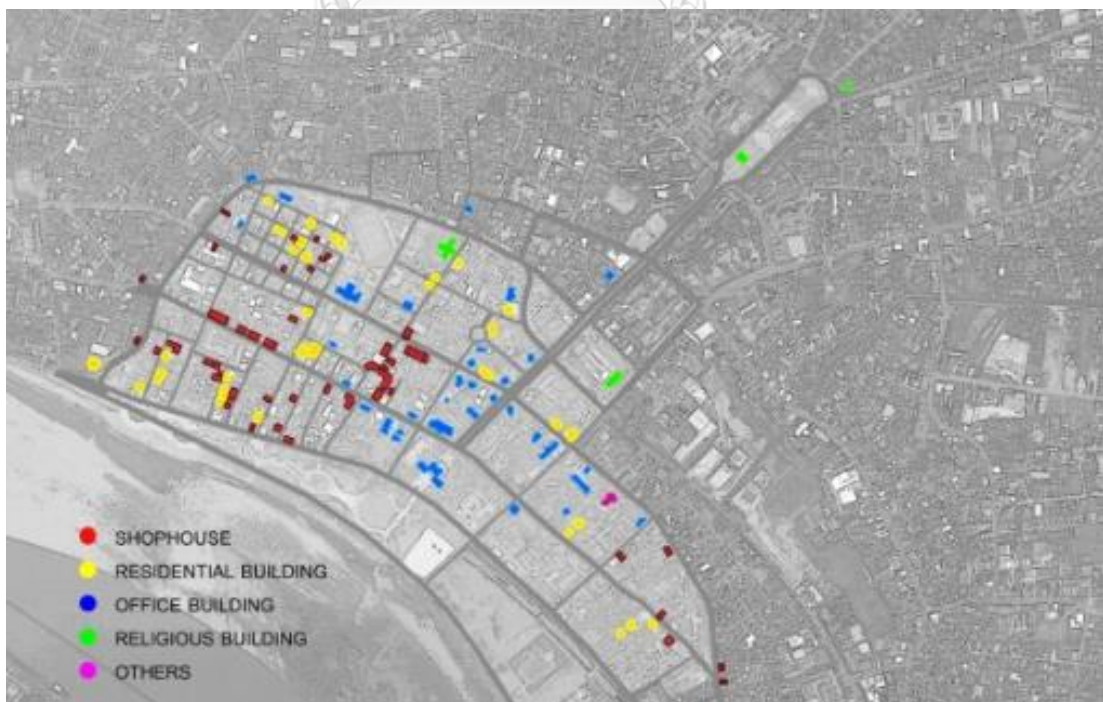 SHOPHOUSE
RESIDENTIAL BUILDING
OFFICE BUILDING
RELIGIOUS BUILDING
OTHERS